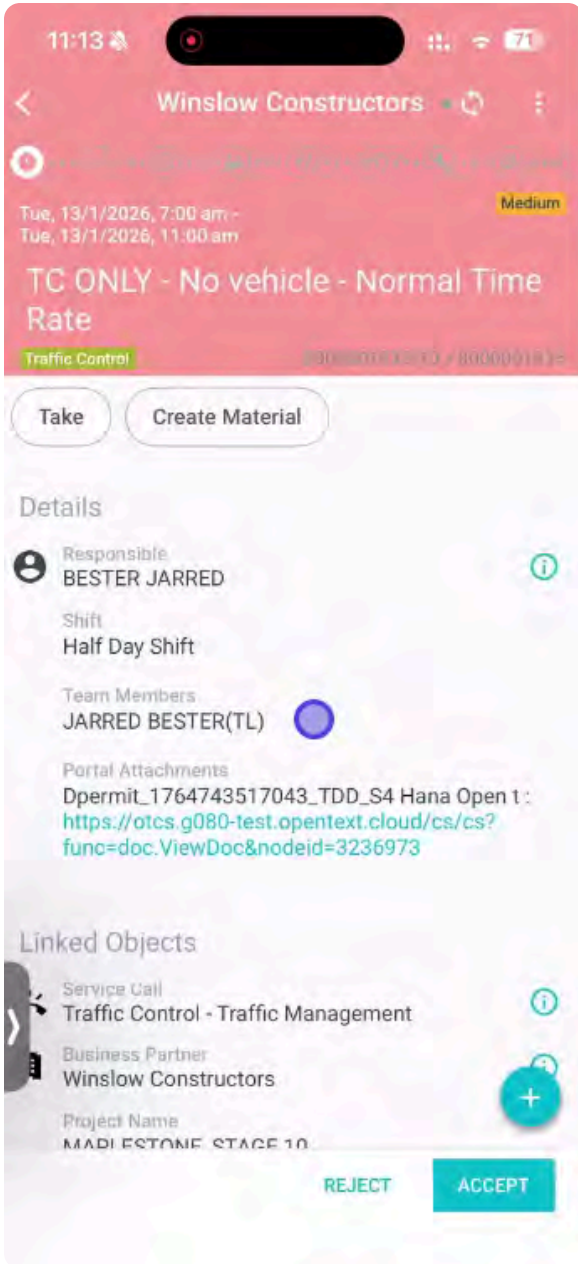 11:13
71
Winslow Constructors
Medium
Tue, 13/1/2026, 7:00 am -
Tue, 13/1/2026, 11:00 am
TC ONLY - No vehicle - Normal Time
Rate
Traffic Control
Take
Create Material
Details
Responsible
BESTER JARRED
Shift
Half Day Shift
Team Members
JARRED BESTER(TL)
Portal Attachments
Dpermit_1764743517043_TDD_S4 Hana Open t :
https://otcs.g080-test.opentext.cloud/cs/cs?
func=doc.ViewDoc&nodeid=3236973
Linked Objects
Service Call
Traffic Control - Traffic Management
Business Partner
Winslow Constructors
Project Name
MAPLESTONE STAGE 10
REJECT
ACCEPT